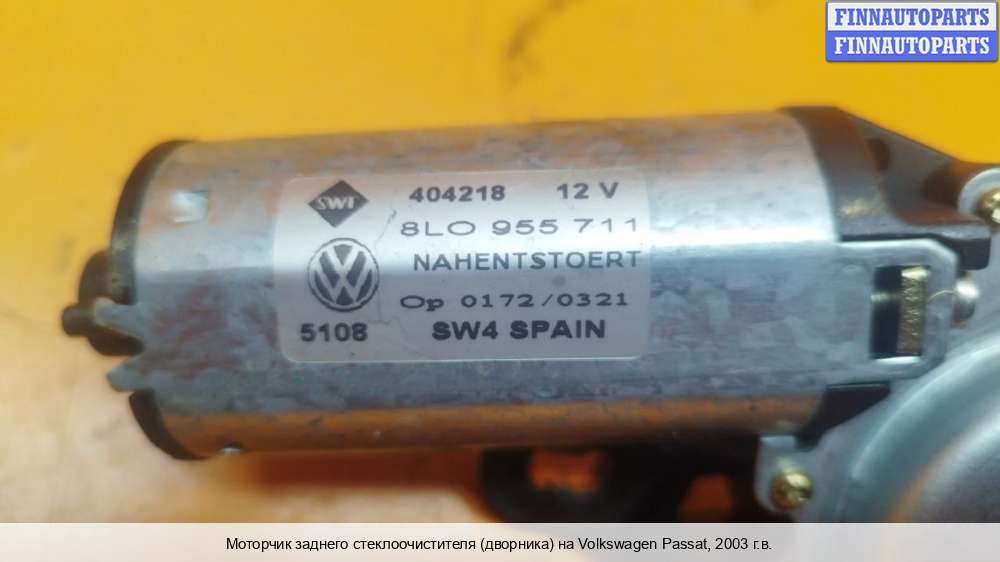 FINNAUTOPARTS
FINNAUTOPARTS
SWF 404218 12 V
8L0 955 711
NAHENTSTOERT
Op 0172/0321
5108 SW4 SPAIN
Моторчик заднего стеклоочистителя (дворника) на Volkswagen Passat, 2003 г.в.